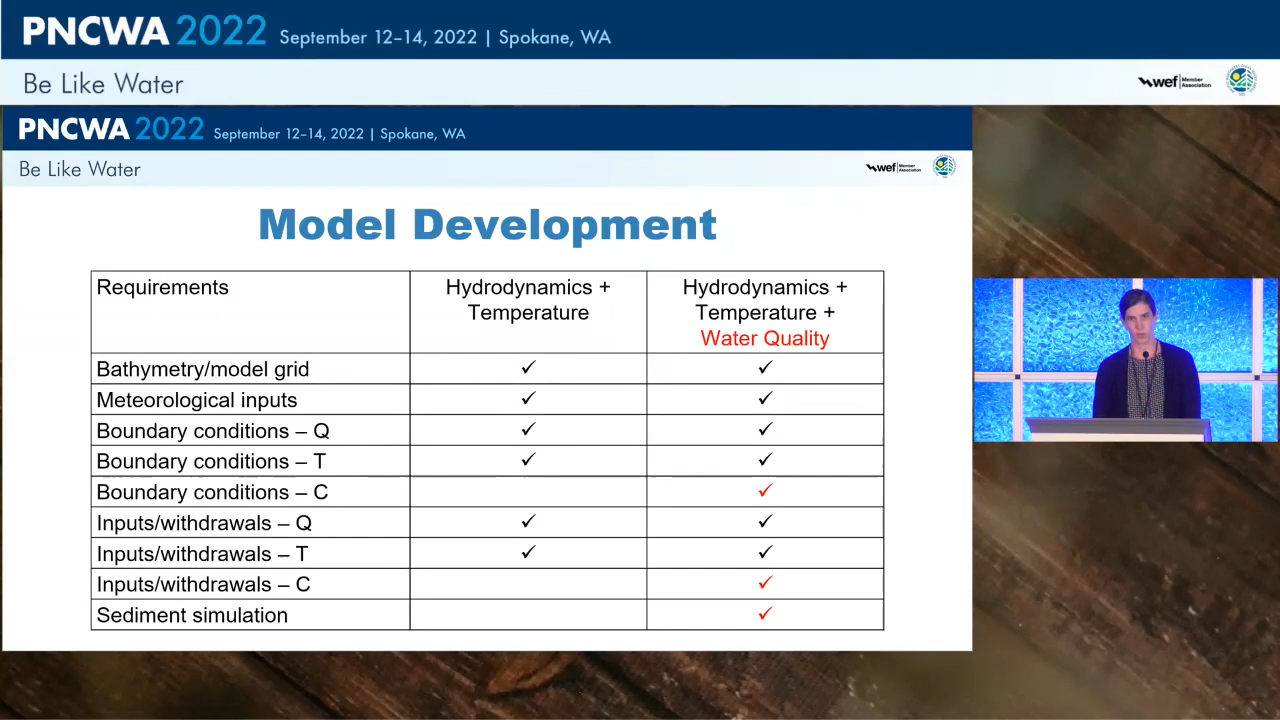 PNCWA 2022 September 12–14, 2022 | Spokane, WA
Be Like Water
wef Member Association
PNCWA 2022 September 12–14, 2022 | Spokane, WA
Be Like Water
wef Member Association
Model Development
Requirements
Hydrodynamics +
Temperature
Hydrodynamics +
Temperature +
Water Quality
Bathymetry/model grid ✓ ✓
Meteorological inputs ✓ ✓
Boundary conditions – Q ✓ ✓
Boundary conditions – T ✓ ✓
Boundary conditions – C ✓
Inputs/withdrawals – Q ✓ ✓
Inputs/withdrawals – T ✓ ✓
Inputs/withdrawals – C ✓
Sediment simulation ✓